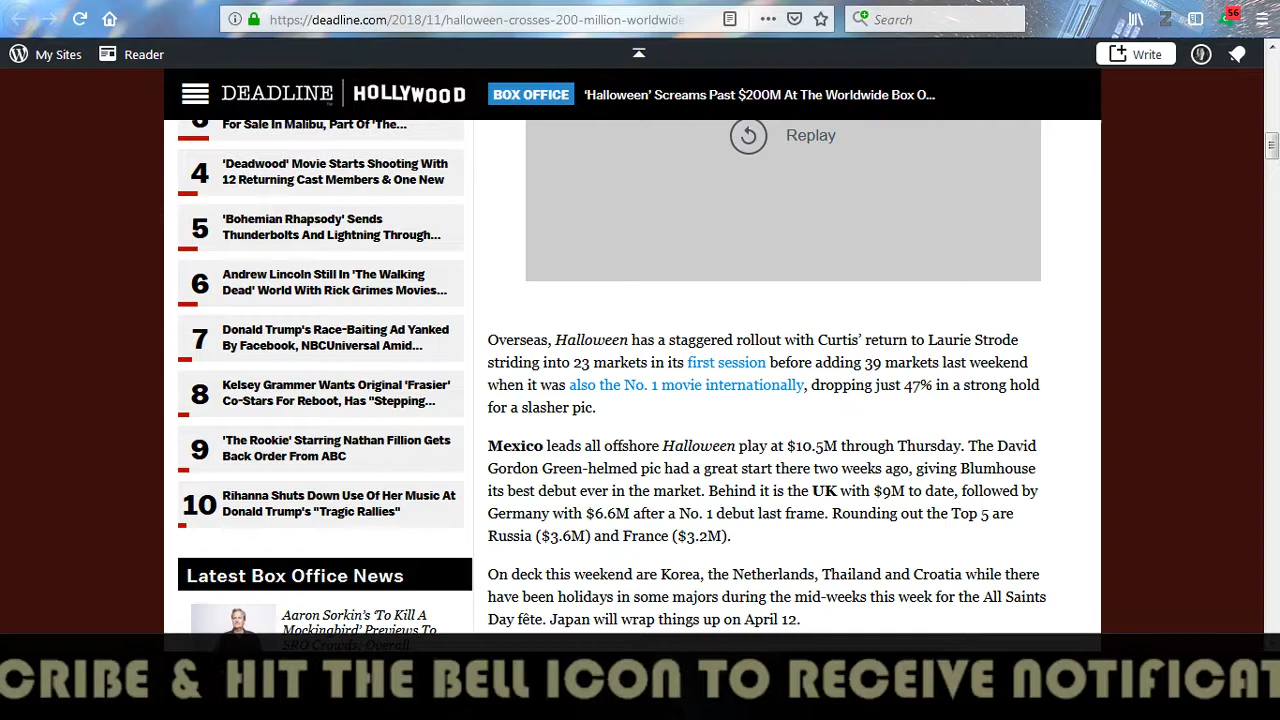 https://deadline.com/2018/11/halloween-crosses-200-million-worldwide
Search
56
My Sites
Reader
Write
DEADLINE
HOLLYWOOD
BOX OFFICE
‘Halloween’ Screams Past $200M At The Worldwide Box O...
For Sale In Malibu, Part Of 'The...
4
'Deadwood' Movie Starts Shooting With
12 Returning Cast Members & One New
5
'Bohemian Rhapsody' Sends
Thunderbolts And Lightning Through...
6
Andrew Lincoln Still In 'The Walking
Dead' World With Rick Grimes Movies...
7
Donald Trump's Race-Baiting Ad Yanked
By Facebook, NBCUniversal Amid...
8
Kelsey Grammer Wants Original 'Frasier'
Co-Stars For Reboot, Has "Stepping...
9
'The Rookie' Starring Nathan Fillion Gets
Back Order From ABC
10
Rihanna Shuts Down Use Of Her Music At
Donald Trump's "Tragic Rallies"
Latest Box Office News
Aaron Sorkin's ‘To Kill A
Mockingbird’ Previews To
SRO Crowds; Overall
Replay
Overseas, Halloween has a staggered rollout with Curtis’ return to Laurie Strode
striding into 23 markets in its first session before adding 39 markets last weekend
when it was also the No. 1 movie internationally, dropping just 47% in a strong hold
for a slasher pic.
Mexico leads all offshore Halloween play at $10.5M through Thursday. The David
Gordon Green-helmed pic had a great start there two weeks ago, giving Blumhouse
its best debut ever in the market. Behind it is the UK with $9M to date, followed by
Germany with $6.6M after a No. 1 debut last frame. Rounding out the Top 5 are
Russia ($3.6M) and France ($3.2M).
On deck this weekend are Korea, the Netherlands, Thailand and Croatia while there
have been holidays in some majors during the mid-weeks this week for the All Saints
Day fête. Japan will wrap things up on April 12.
CRIBE & HIT THE BELL ICON TO RECEIVE NOTIFICAT